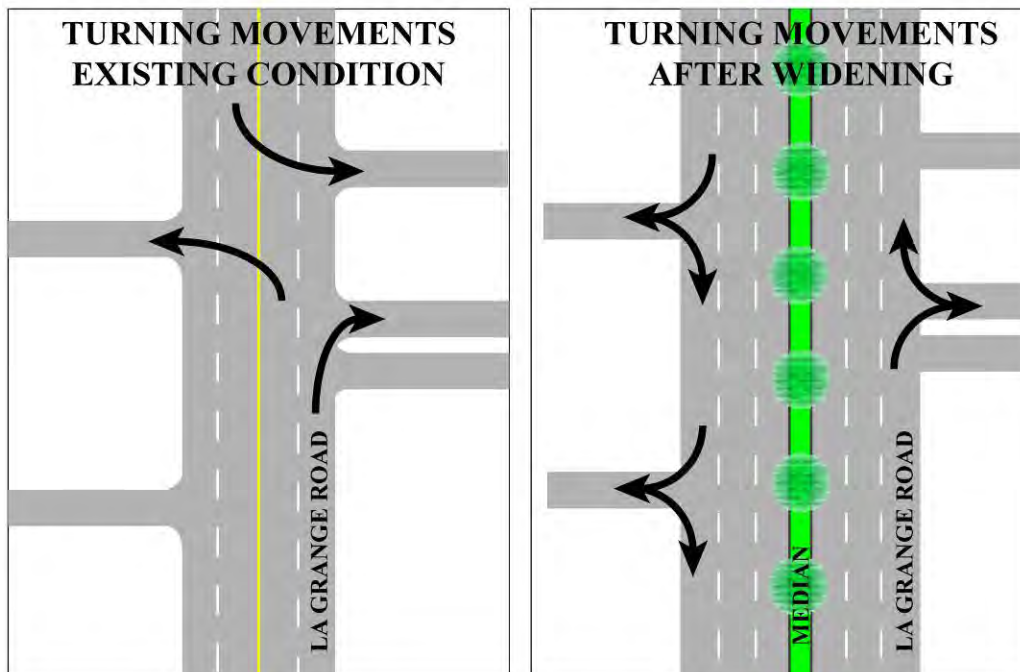 TURNING MOVEMENTS
EXISTING CONDITION
LA GRANGE ROAD
TURNING MOVEMENTS
AFTER WIDENING
MEDIAN
LA GRANGE ROAD